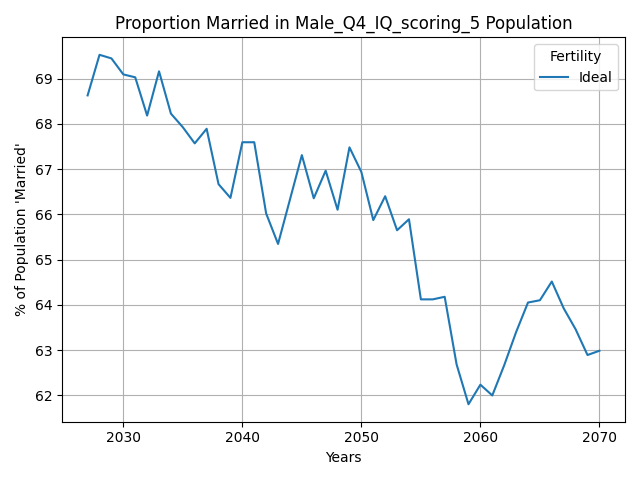 Proportion Married in Male_Q4_IQ_scoring_5 Population
Fertility
Ideal
% of Population 'Married'
69
68
67
66
65
64
63
62
2030
2040
2050
2060
2070
Years